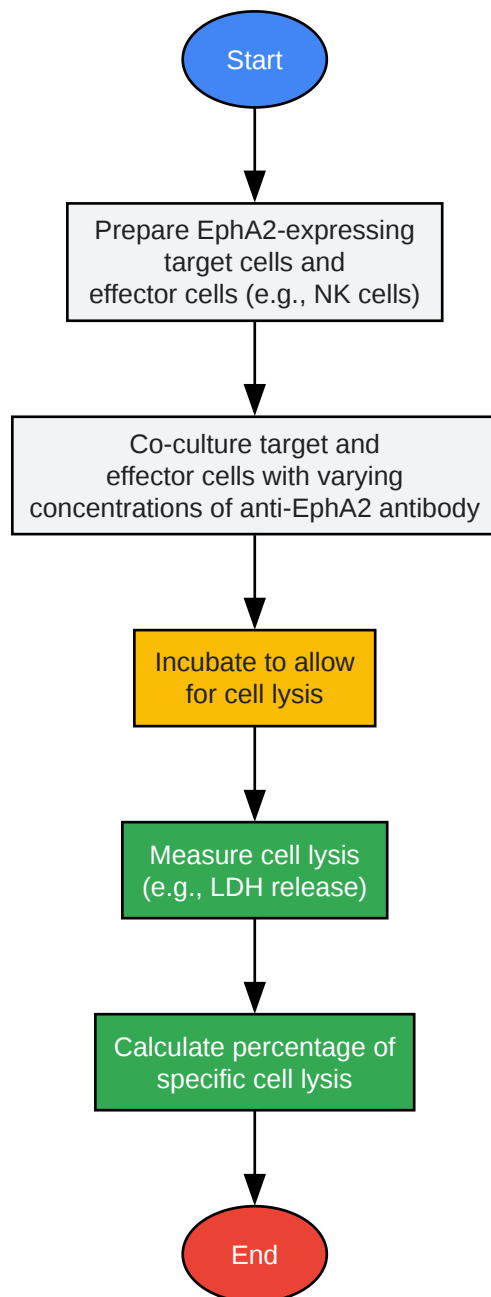 Start
Prepare EphA2-expressing
target cells and
effector cells (e.g., NK cells)
Co-culture target and
effector cells with varying
concentrations of anti-EphA2 antibody
Incubate to allow
for cell lysis
Measure cell lysis
(e.g., LDH release)
Calculate percentage of
specific cell lysis
End